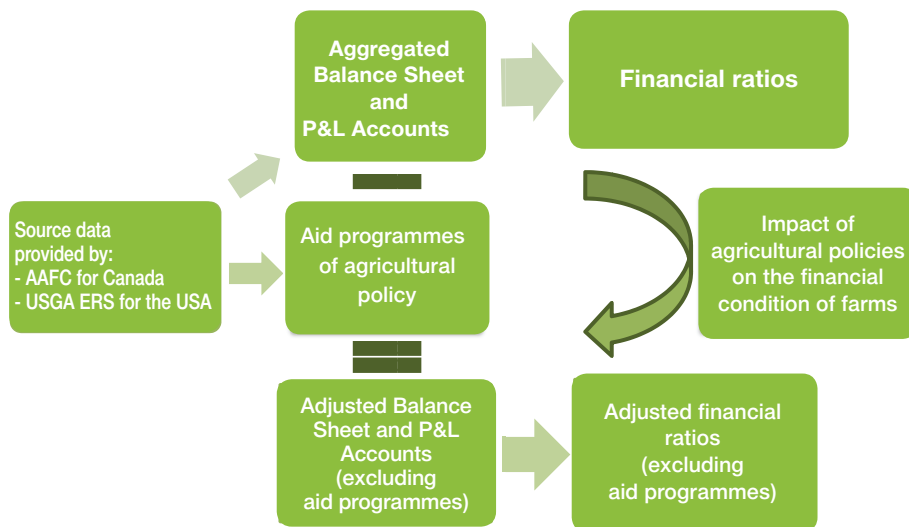 Aggregated
Balance Sheet
and
P&L Accounts
Financial ratios
Source data
provided by:
- AAFC for Canada
- USGA ERS for the USA
Aid programmes
of agricultural
policy
Impact of
agricultural policies
on the financial
condition of farms
Adjusted Balance
Sheet and P&L
Accounts
(excluding
aid programmes)
Adjusted financial
ratios
(excluding
aid programmes)